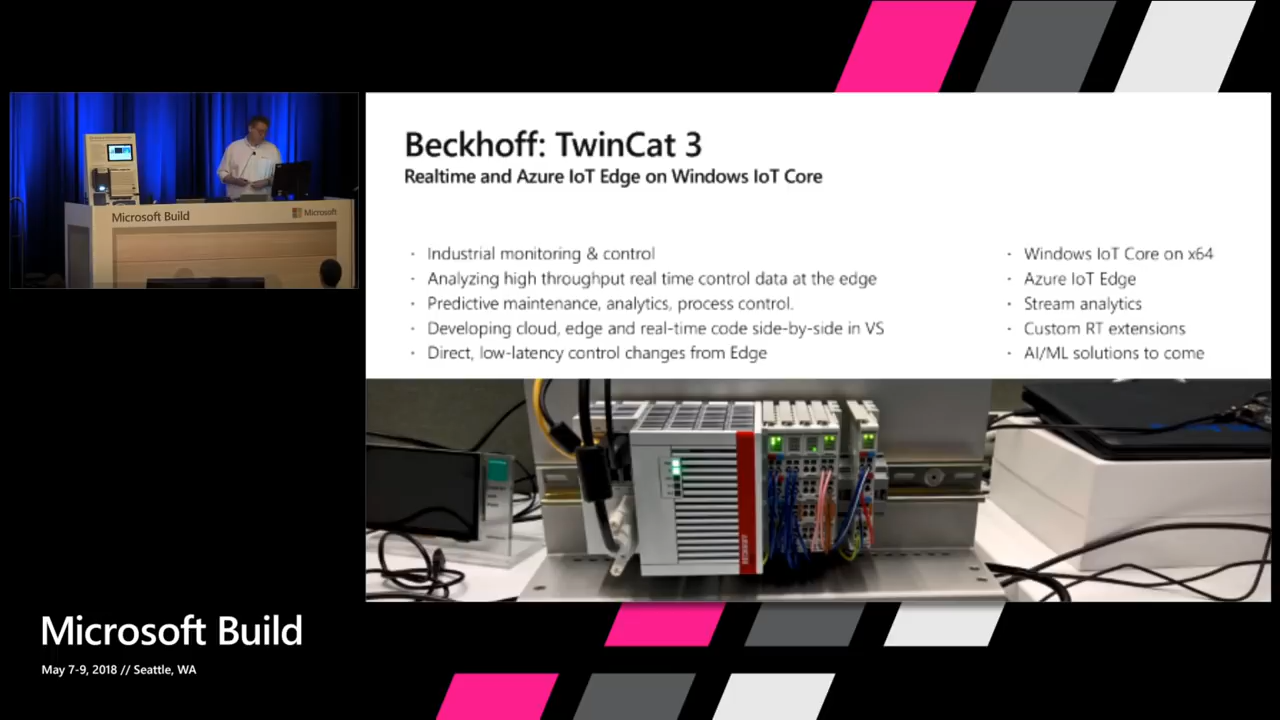 Microsoft Build
Microsoft
Beckhoff: TwinCat 3
Realtime and Azure IoT Edge on Windows IoT Core
· Industrial monitoring & control
· Analyzing high throughput real time control data at the edge
· Predictive maintenance, analytics, process control.
· Developing cloud, edge and real-time code side-by-side in VS
· Direct, low-latency control changes from Edge
· Windows IoT Core on x64
· Azure IoT Edge
· Stream analytics
· Custom RT extensions
· AI/ML solutions to come
Microsoft Build
May 7-9, 2018 // Seattle, WA